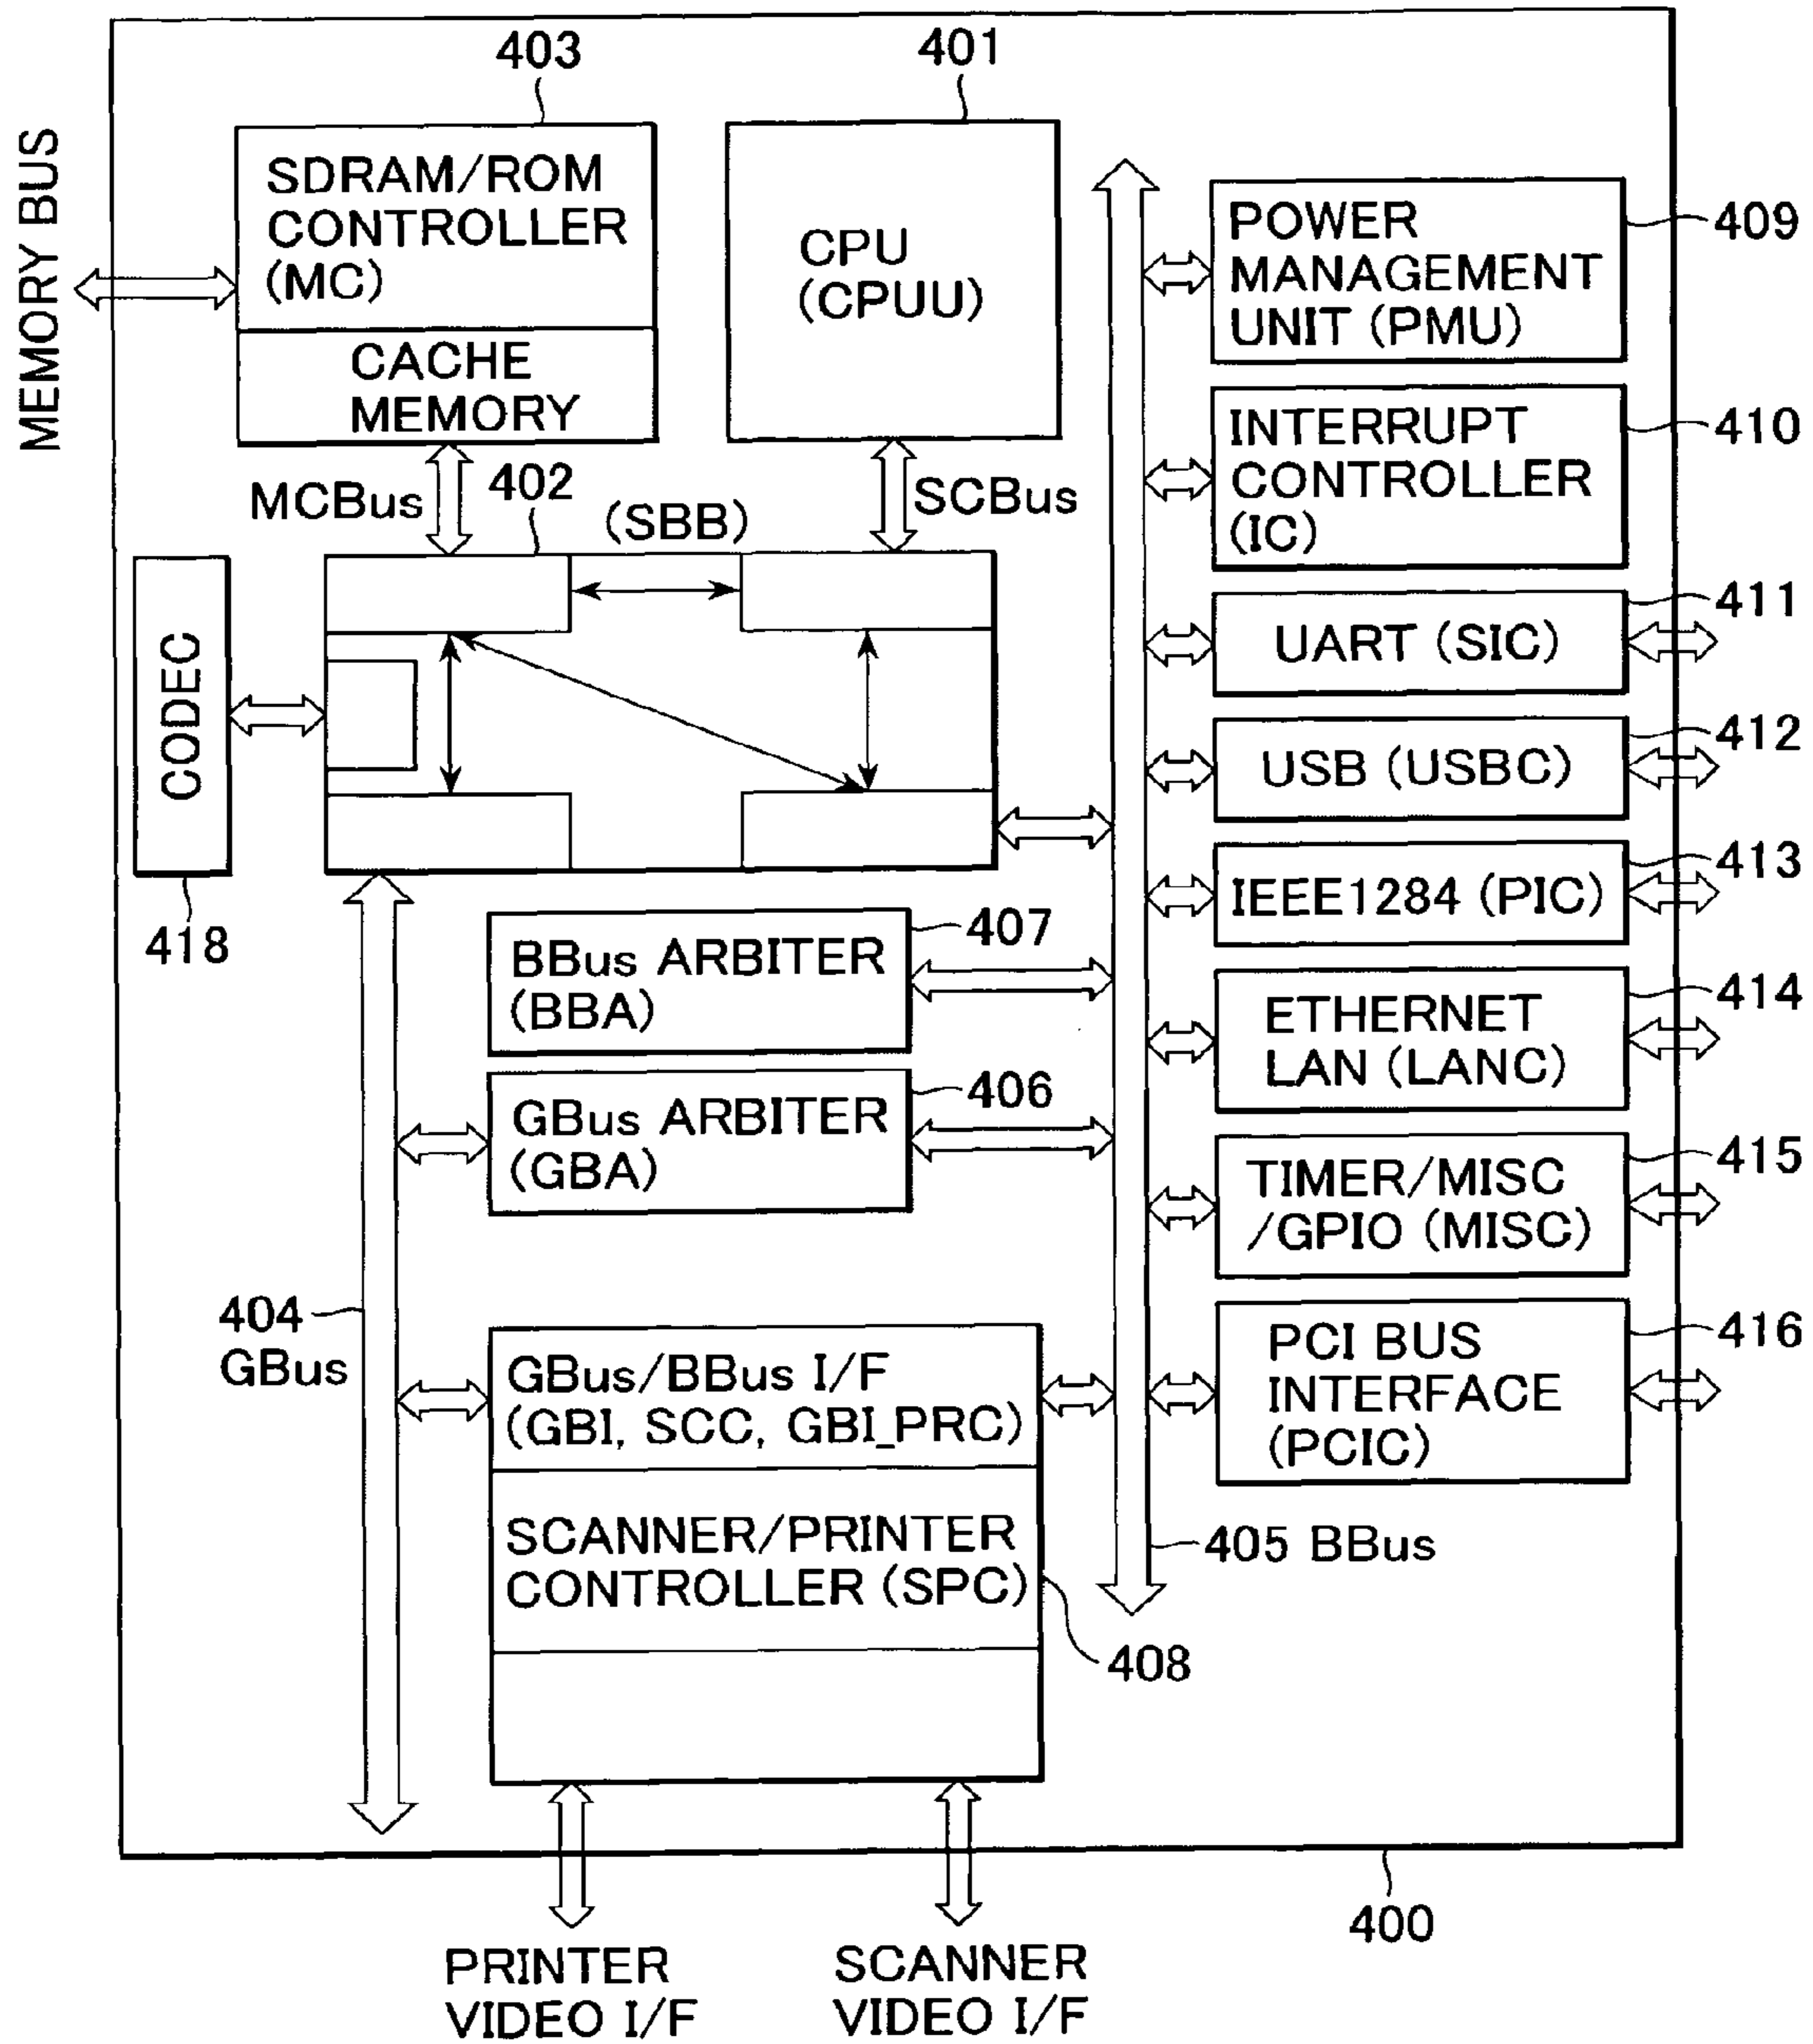 403
401
MEMORY BUS
SDRAM/ROM
CONTROLLER
(MC)
CACHE
MEMORY
CPU
(CPUU)
POWER
MANAGEMENT
UNIT (PMU)
409
INTERRUPT
CONTROLLER
(IC)
410
MCBus
402
(SBB)
SCBus
UART (SIC)
411
CODEC
418
USB (USBC)
412
IEEE1284 (PIC)
413
BBus ARBITER
(BBA)
407
ETHERNET
LAN (LANC)
414
GBus ARBITER
(GBA)
406
TIMER/MISC
/GPIO (MISC)
415
404
GBus
GBus/BBus I/F
(GBI, SCC, GBI_PRC)
PCI BUS
INTERFACE
(PCIC)
416
SCANNER/PRINTER
CONTROLLER (SPC)
405 BBus
408
400
PRINTER
VIDEO I/F
SCANNER
VIDEO I/F